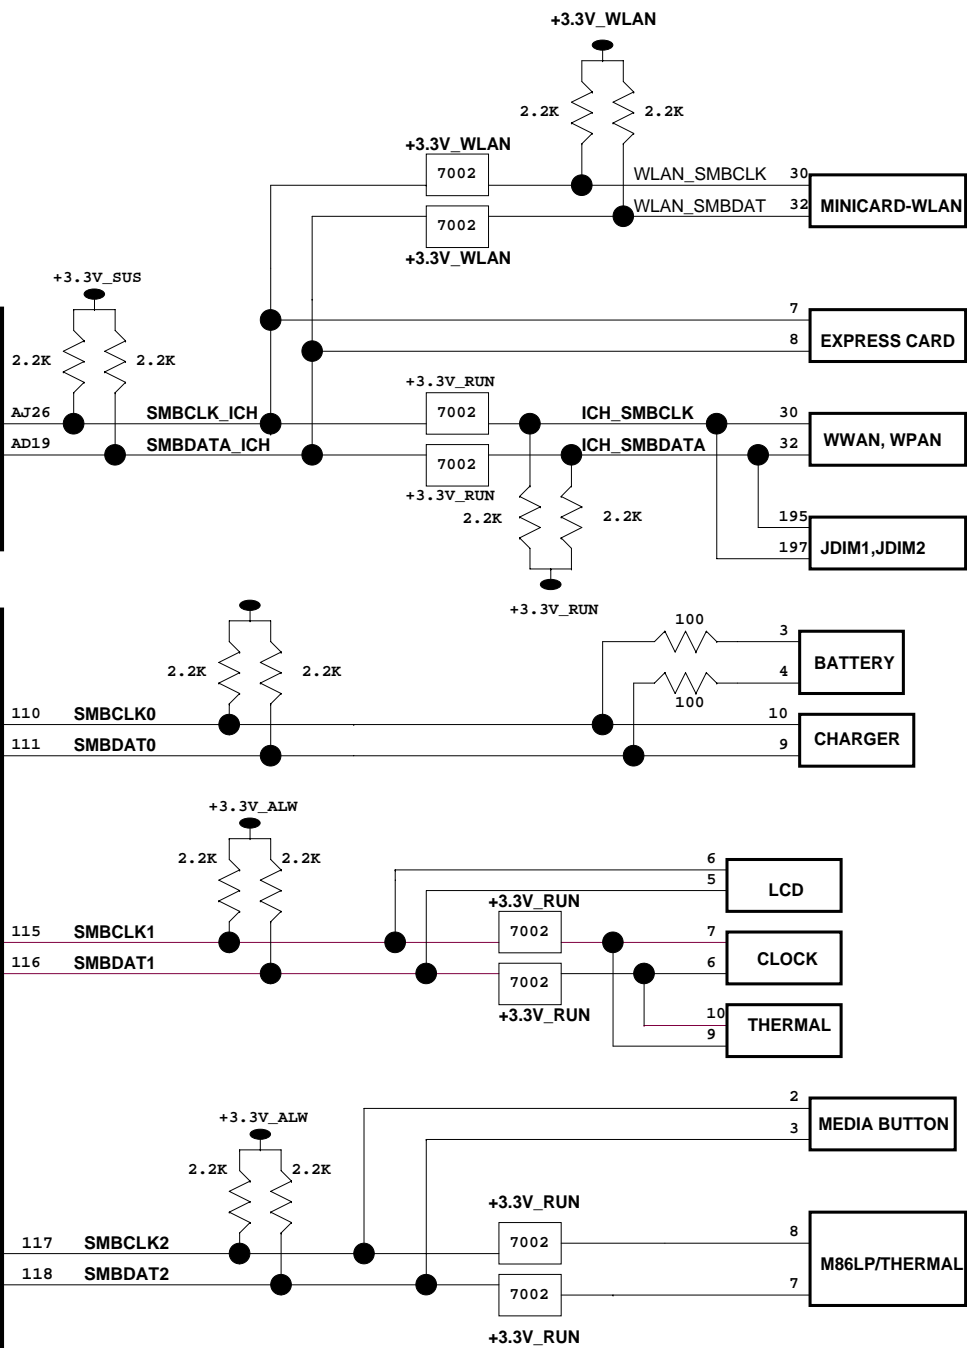 +3.3V_WLAN
2.2K 2.2K
+3.3V_WLAN
7002 WLAN_SMBCLK 30
7002 WLAN_SMBDAT 32 MINICARD-WLAN
+3.3V_WLAN
+3.3V_SUS
7
8 EXPRESS CARD
2.2K 2.2K
+3.3V_RUN
AJ26 SMBCLK_ICH 7002 ICH_SMBCLK 30
AD19 SMBDATA_ICH 7002 ICH_SMBDATA 32 WWAN, WPAN
+3.3V_RUN
2.2K 2.2K 195
197 JDIM1,JDIM2
+3.3V_RUN
100 3
2.2K 2.2K 4 BATTERY
100
110 SMBCLK0 10
111 SMBDAT0 9 CHARGER
+3.3V_ALW
2.2K 2.2K 6
5 LCD
+3.3V_RUN
115 SMBCLK1 7002 7
116 SMBDAT1 7002 6 CLOCK
+3.3V_RUN 10
9 THERMAL
+3.3V_ALW 2
3 MEDIA BUTTON
2.2K 2.2K
+3.3V_RUN
117 SMBCLK2 7002 8
118 SMBDAT2 7002 7 M86LP/THERMAL
+3.3V_RUN